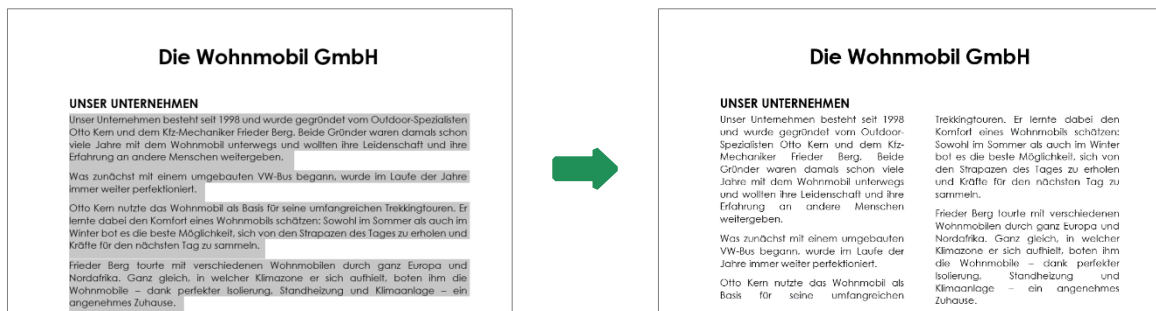 Die Wohnmobil GmbH
UNSER UNTERNEHMEN
Unser Unternehmen besteht seit 1998 und wurde gegründet vom Outdoor-Spezialisten
Otto Kern und dem Kfz-Mechaniker Frieder Berg. Beide Gründer waren damals schon
viele Jahre mit dem Wohnmobil unterwegs und wollten ihre Leidenschaft und ihre
Erfahrung an andere Menschen weitergeben.
Was zunächst mit einem umgebauten VW-Bus begann, wurde im Laufe der Jahre
immer weiter perfektioniert.
Otto Kern nutzte das Wohnmobil als Basis für seine umfangreichen Trekkingtouren. Er
lernte dabei den Komfort eines Wohnmobils schätzen: Sowohl im Sommer als auch im
Winter bot es die beste Möglichkeit, sich von den Strapazen des Tages zu erholen und
Kräfte für den nächsten Tag zu sammeln.
Frieder Berg tourte mit verschiedenen Wohnmobilen durch ganz Europa und
Nordafrika. Ganz gleich, in welcher Klimazone er sich aufhielt, boten ihm die
Wohnmobile – dank perfekter Isolierung, Standheizung und Klimaanlage – ein
angenehmes Zuhause.
Die Wohnmobil GmbH
UNSER UNTERNEHMEN
Unser Unternehmen besteht seit 1998
und wurde gegründet vom Outdoor-
Spezialisten Otto Kern und dem Kfz-
Mechaniker Frieder Berg. Beide
Gründer waren damals schon viele
Jahre mit dem Wohnmobil unterwegs
und wollten ihre Leidenschaft und ihre
Erfahrung an andere Menschen
weitergeben.
Was zunächst mit einem umgebauten
VW-Bus begann, wurde im Laufe der
Jahre immer weiter perfektioniert.
Otto Kern nutzte das Wohnmobil als
Basis für seine umfangreichen
Trekkingtouren. Er lernte dabei den
Komfort eines Wohnmobils schätzen:
Sowohl im Sommer als auch im Winter
bot es die beste Möglichkeit, sich von
den Strapazen des Tages zu erholen
und Kräfte für den nächsten Tag zu
sammeln.
Frieder Berg tourte mit verschiedenen
Wohnmobilen durch ganz Europa und
Nordafrika. Ganz gleich, in welcher
Klimazone er sich aufhielt, boten ihm
die Wohnmobile – dank perfekter
Isolierung, Standheizung und
Klimaanlage – ein angenehmes
Zuhause.